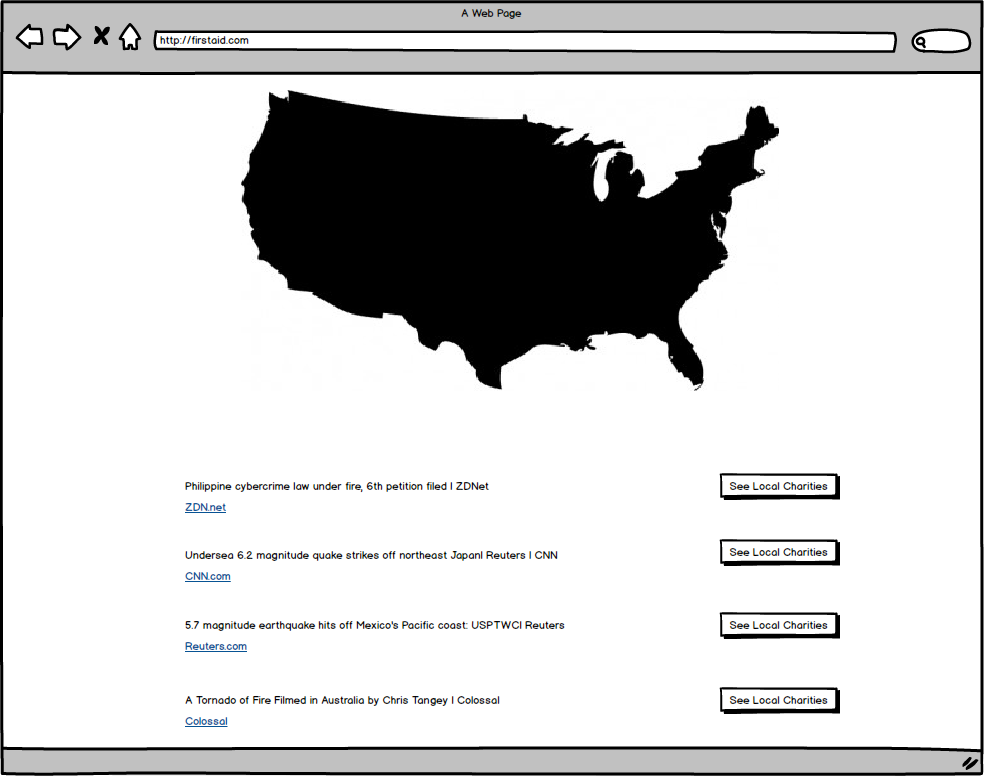 A Web Page
http://firstaid.com
Philippine cybercrime law under fire, 6th petition filed | ZDNet
See Local Charities
ZDN.net
Undersea 6.2 magnitude quake strikes off northeast Japan| Reuters | CNN
See Local Charities
CNN.com
5.7 magnitude earthquake hits off Mexico's Pacific coast: USPTWC| Reuters
See Local Charities
Reuters.com
A Tornado of Fire Filmed in Australia by Chris Tangey | Colossal
See Local Charities
Colossal